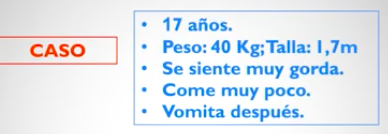 CASO
• 17 años.
• Peso: 40 Kg; Talla: 1,7m
• Se siente muy gorda.
• Come muy poco.
• Vomita después.